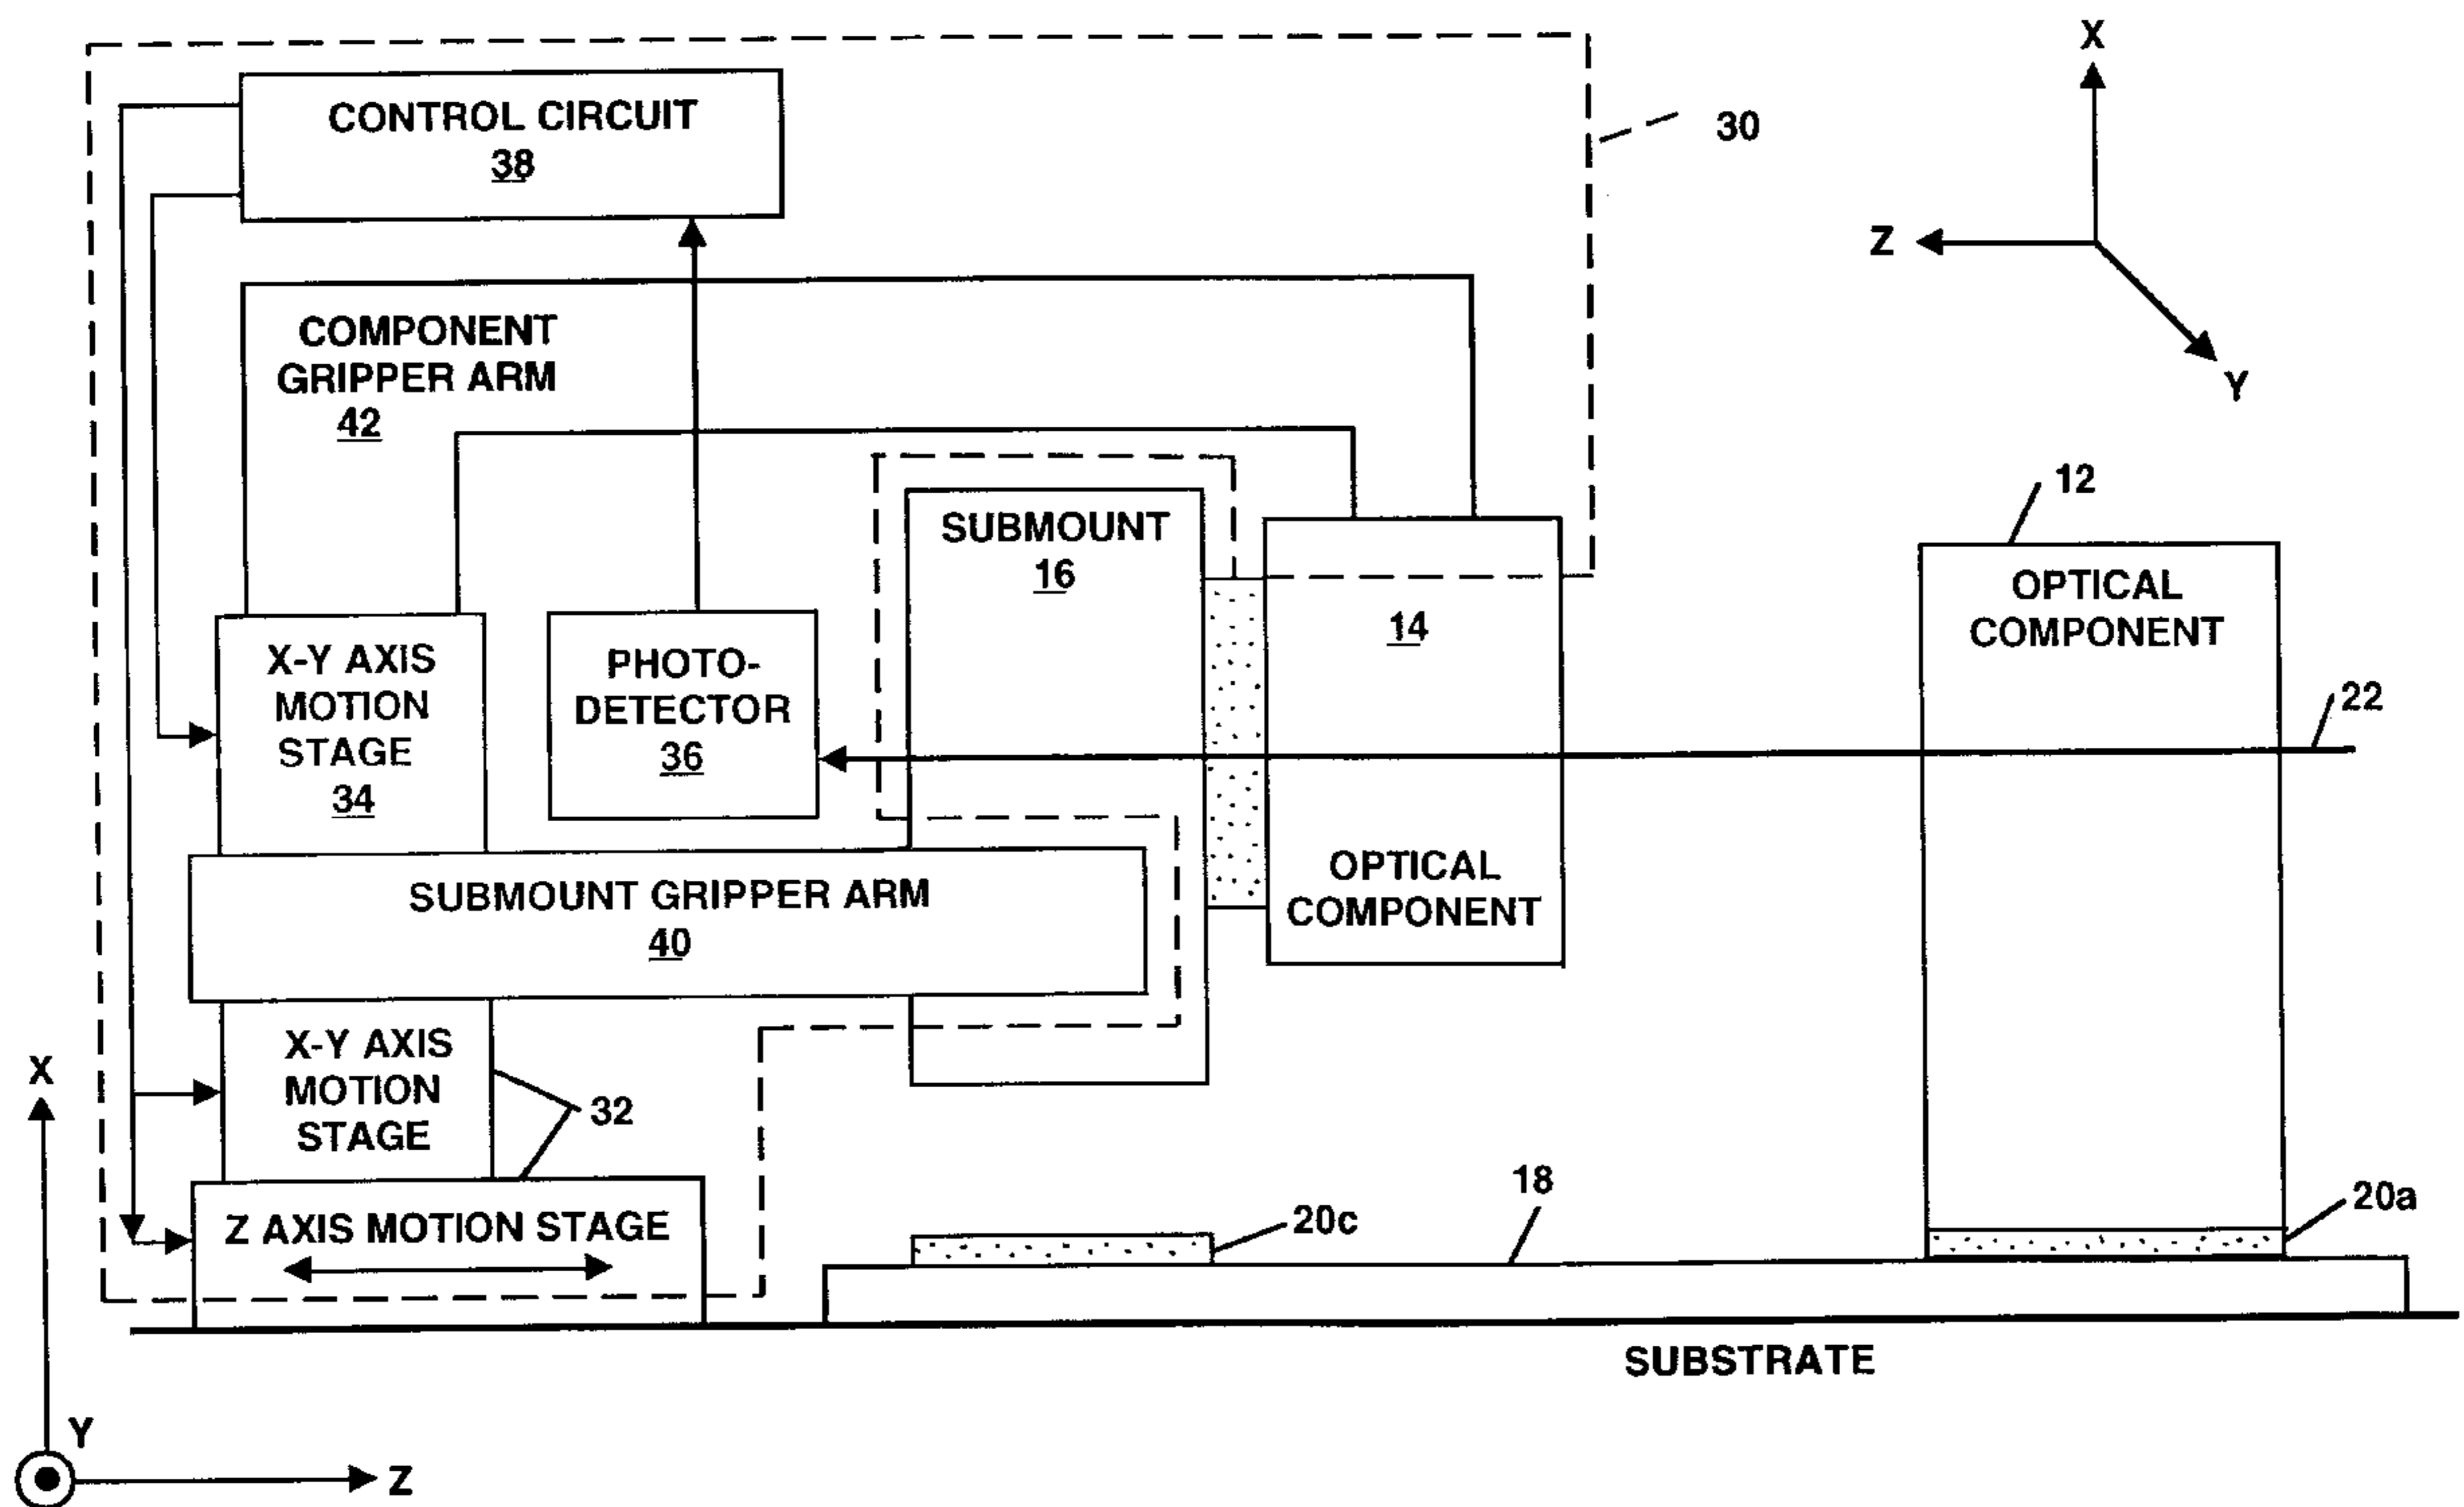 X
CONTROL CIRCUIT
38
30
Z
Y
COMPONENT
GRIPPER ARM
42
12
SUBMOUNT
16
OPTICAL
COMPONENT
14
X-Y AXIS
MOTION
STAGE
34
PHOTO-
DETECTOR
36
22
OPTICAL
COMPONENT
SUBMOUNT GRIPPER ARM
40
X-Y AXIS
MOTION
STAGE
32
X
18
20c
20a
Z AXIS MOTION STAGE
SUBSTRATE
Y
Z